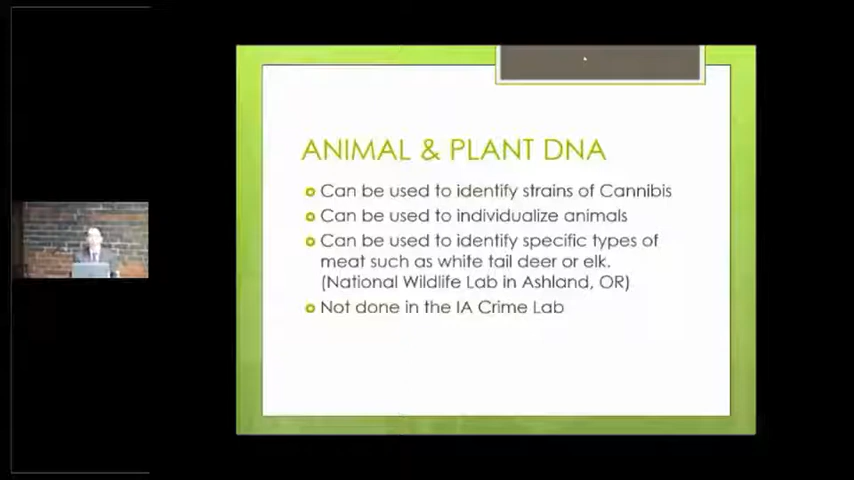 ANIMAL & PLANT DNA
Can be used to identify strains of Cannibis
Can be used to individualize animals
Can be used to identify specific types of
meat such as white tail deer or elk.
(National Wildlife Lab in Ashland, OR)
Not done in the IA Crime Lab